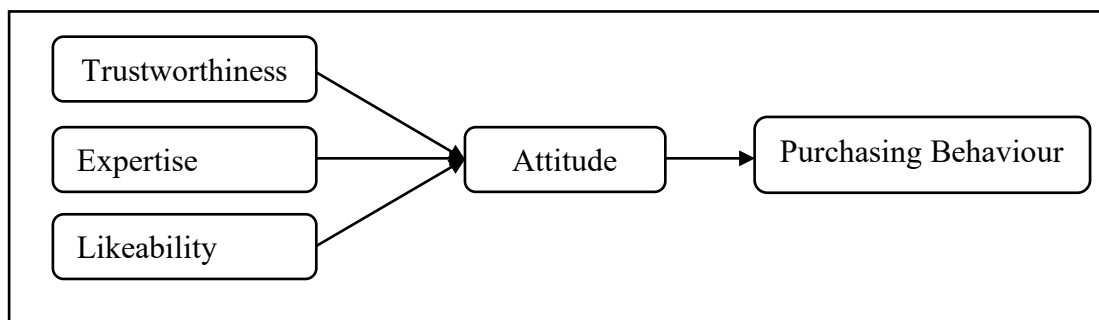 Trustworthiness
Expertise
Likeability
Attitude
Purchasing Behaviour